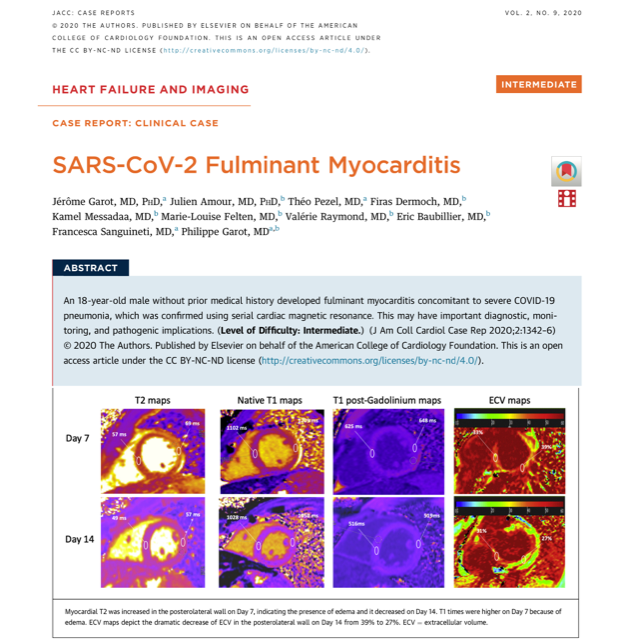 JACC: CASE REPORTS
VOL. 2, NO. 9, 2020
© 2020 THE AUTHORS. PUBLISHED BY ELSEVIER ON BEHALF OF THE AMERICAN
COLLEGE OF CARDIOLOGY FOUNDATION. THIS IS AN OPEN ACCESS ARTICLE UNDER
THE CC BY-NC-ND LICENSE (http://creativecommons.org/licenses/by-nc-nd/4.0/).
HEART FAILURE AND IMAGING
INTERMEDIATE
CASE REPORT: CLINICAL CASE
SARS-CoV-2 Fulminant Myocarditis
Jérôme Garot, MD, PhD,a Julien Amour, MD, PhD,b Théo Pezel, MD,a Firas Dermoch, MD,b
Kamel Messadaa, MD,b Marie-Louise Felten, MD,b Valérie Raymond, MD,b Eric Baubillier, MD,b
Francesca Sanguineti, MD,a Philippe Garot, MDa,b
ABSTRACT
An 18-year-old male without prior medical history developed fulminant myocarditis concomitant to severe COVID-19
pneumonia, which was confirmed using serial cardiac magnetic resonance. This may have important diagnostic, moni-
toring, and pathogenic implications. (Level of Difficulty: Intermediate.) (J Am Coll Cardiol Case Rep 2020;2:1342–6)
© 2020 The Authors. Published by Elsevier on behalf of the American College of Cardiology Foundation. This is an open
access article under the CC BY-NC-ND license (http://creativecommons.org/licenses/by-nc-nd/4.0/).
T2 maps Native T1 maps T1 post-Gadolinium maps ECV maps
Day 7
57 ms 89 ms 1102 ms 625 ms 548 ms
Day 14
49 ms 57 ms 1028 ms 516ms 27%
Myocardial T2 was increased in the posterolateral wall on Day 7, indicating the presence of edema and it decreased on Day 14. T1 times were higher on Day 7 because of
edema. ECV maps depict the dramatic decrease of ECV in the posterolateral wall on Day 14 from 39% to 27%. ECV = extracellular volume.